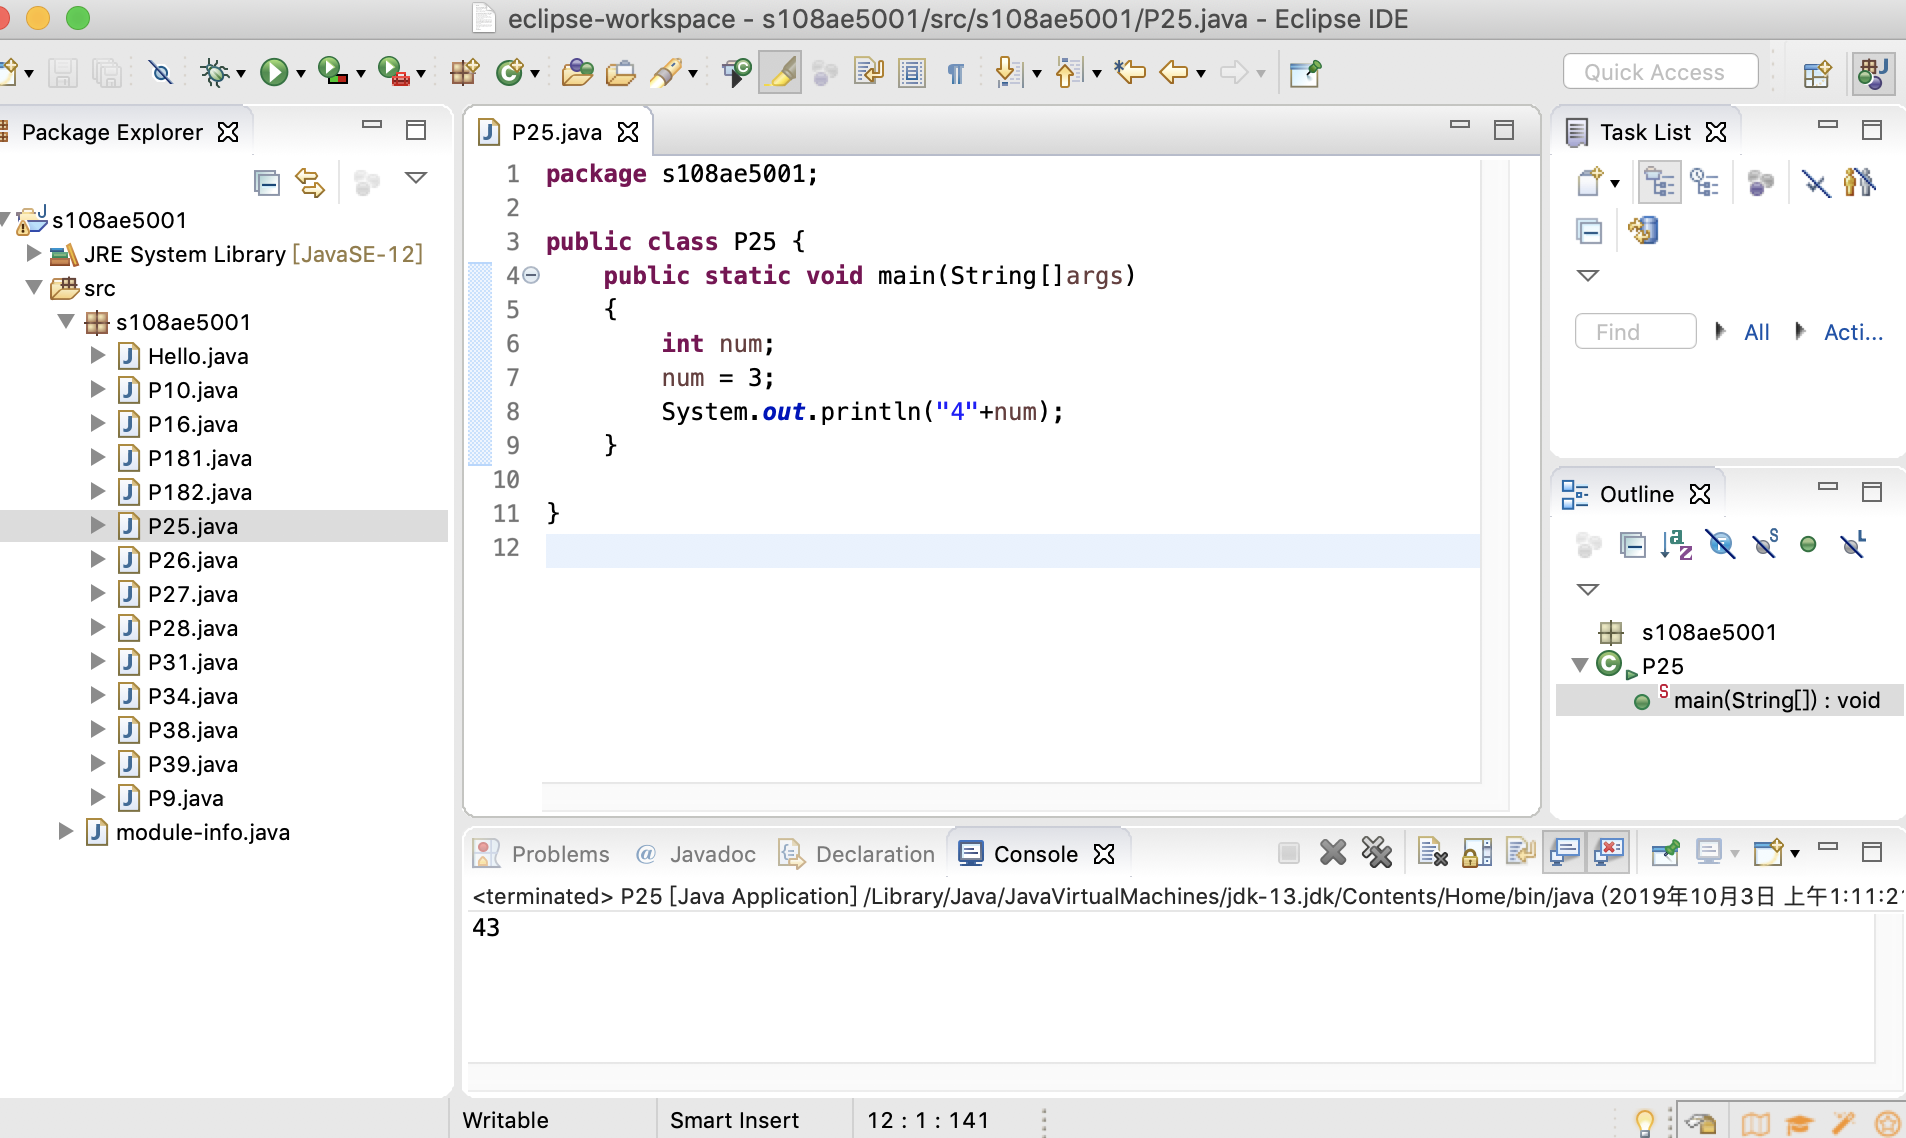 eclipse-workspace - s108ae5001/src/s108ae5001/P25.java - Eclipse IDE
Quick Access
Package Explorer
s108ae5001
JRE System Library [JavaSE-12]
src
s108ae5001
Hello.java
P10.java
P16.java
P181.java
P182.java
P25.java
P26.java
P27.java
P28.java
P31.java
P34.java
P38.java
P39.java
P9.java
module-info.java
P25.java
1 package s108ae5001;
2
3 public class P25 {
4 public static void main(String[]args)
5 {
6 int num;
7 num = 3;
8 System.out.println("4"+num);
9 }
10
11 }
12
Task List
Find
All
Acti...
Outline
s108ae5001
P25
main(String[]) : void
Problems
@ Javadoc
Declaration
Console
<terminated> P25 [Java Application] /Library/Java/JavaVirtualMachines/jdk-13.jdk/Contents/Home/bin/java (2019年10月3日 上午1:11:2
43
Writable
Smart Insert
12 : 1 : 141